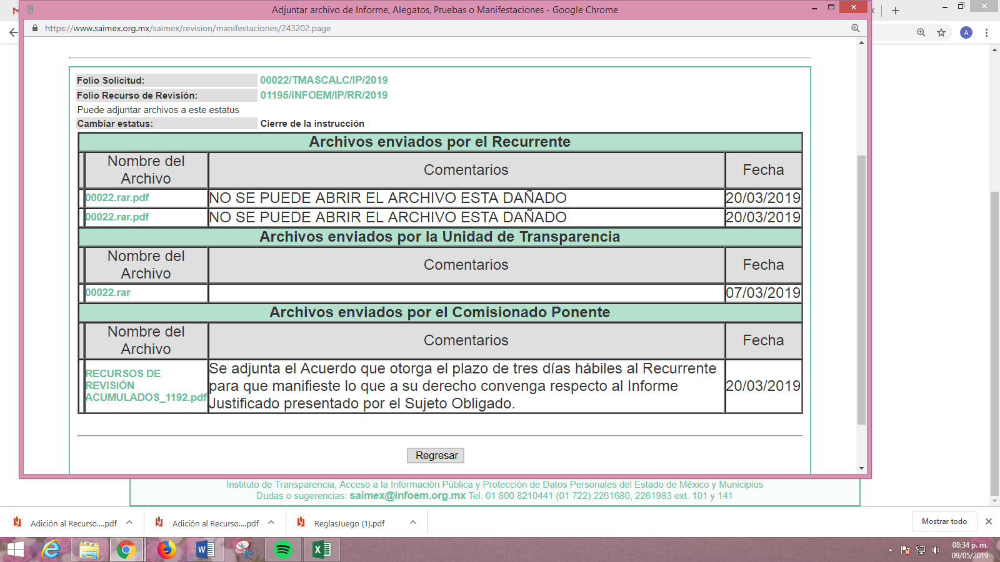 Adjuntar archivo de Informe, Alegatos, Pruebas o Manifestaciones - Google Chrome
https://www.saimex.org.mx/saimex/revision/manifestaciones/243202.page
A
Folio Solicitud: 00022/TMASCALC/IP/2019
Folio Recurso de Revisión: 01195/INFOEM/IP/RR/2019
Puede adjuntar archivos a este estatus
Cambiar estatus: Cierre de la instrucción
Archivos enviados por el Recurrente
Nombre del Archivo Comentarios Fecha
00022.rar.pdf NO SE PUEDE ABRIR EL ARCHIVO ESTA DAÑADO 20/03/2019
00022.rar.pdf NO SE PUEDE ABRIR EL ARCHIVO ESTA DAÑADO 20/03/2019
Archivos enviados por la Unidad de Transparencia
Nombre del Archivo Comentarios Fecha
00022.rar 07/03/2019
Archivos enviados por el Comisionado Ponente
Nombre del Archivo Comentarios Fecha
RECURSOS DE REVISIÓN ACUMULADOS_1192.pdf
Se adjunta el Acuerdo que otorga el plazo de tres días hábiles al Recurrente
para que manifieste lo que a su derecho convenga respecto al Informe
Justificado presentado por el Sujeto Obligado.
20/03/2019
Regresar
Instituto de Transparencia, Acceso a la Información Pública y Protección de Datos Personales del Estado de México y Municipios
Dudas o sugerencias: saimex@infoem.org.mx Tel. 01 800 8210441 (01 722) 2261680, 2261983 ext. 101 y 141
Adición al Recurso....pdf Adición al Recurso....pdf ReglasJuego (1).pdf Mostrar todo
08:34 p. m.
09/05/2019